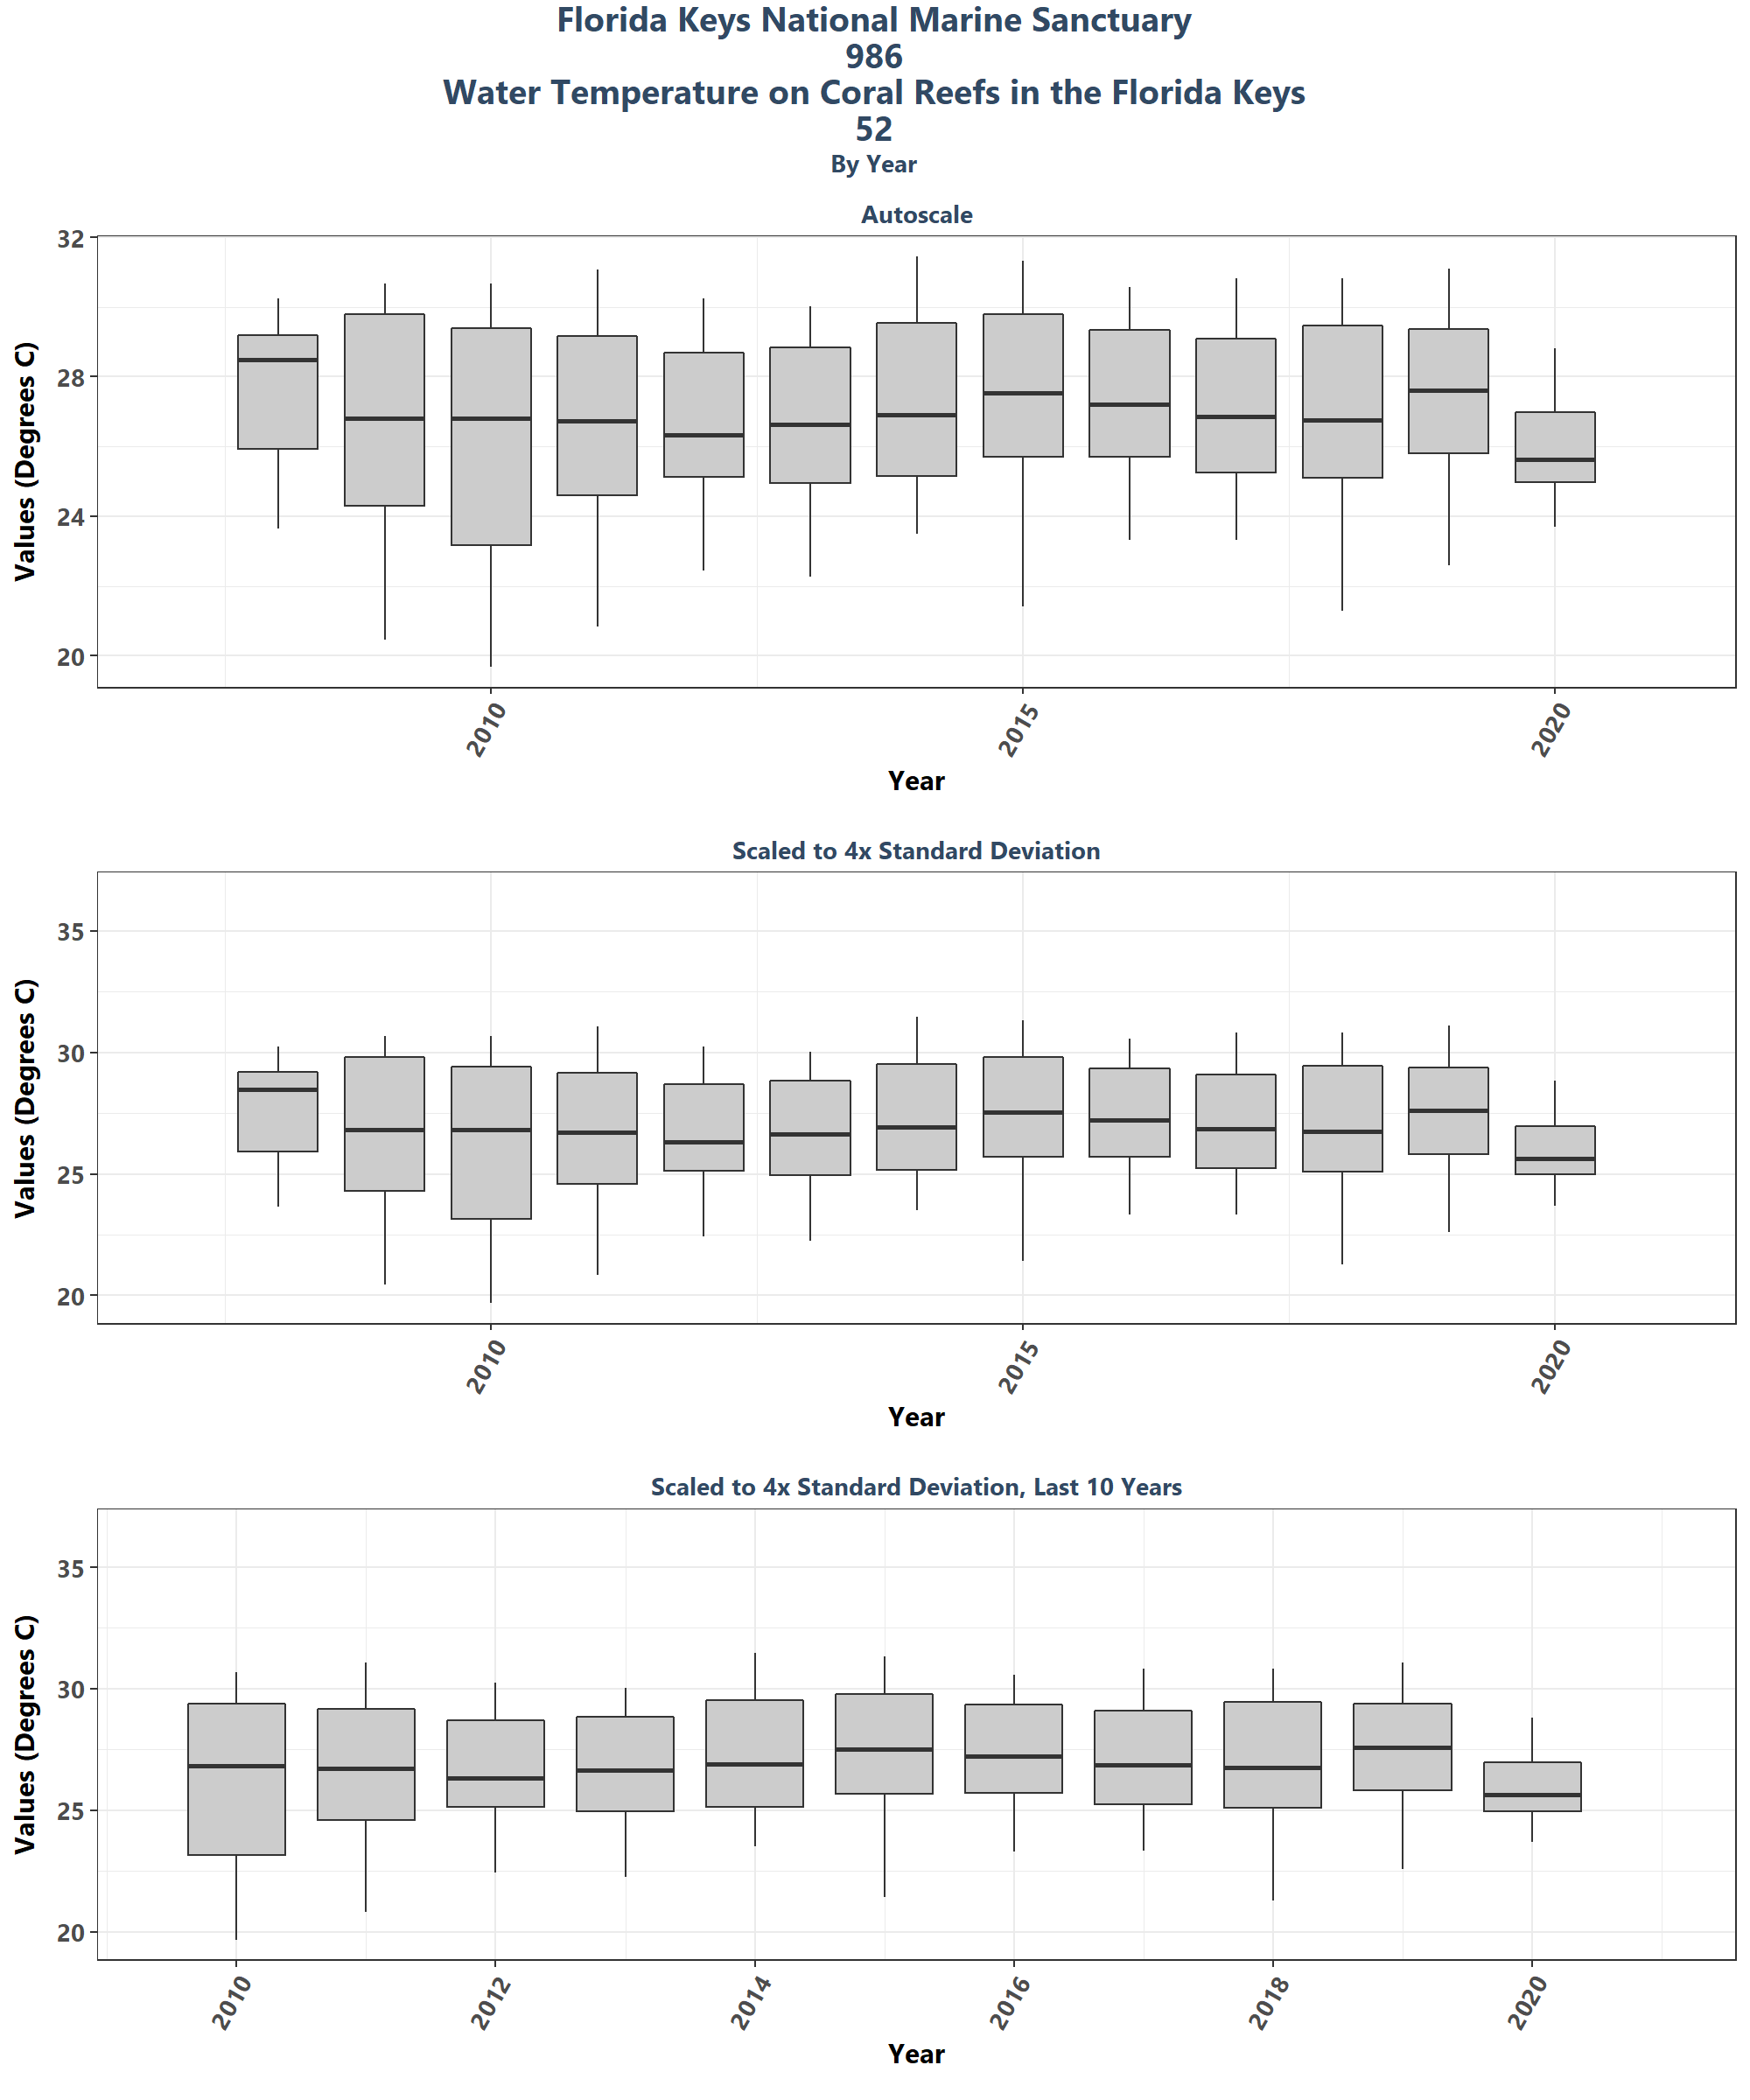 Florida Keys National Marine Sanctuary
986
Water Temperature on Coral Reefs in the Florida Keys
52
By Year
Autoscale
Values (Degrees C)
32
28
24
20
2010
2015
2020
Year
Scaled to 4x Standard Deviation
Values (Degrees C)
35
30
25
20
2010
2015
2020
Year
Scaled to 4x Standard Deviation, Last 10 Years
Values (Degrees C)
35
30
25
20
2010
2012
2014
2016
2018
2020
Year